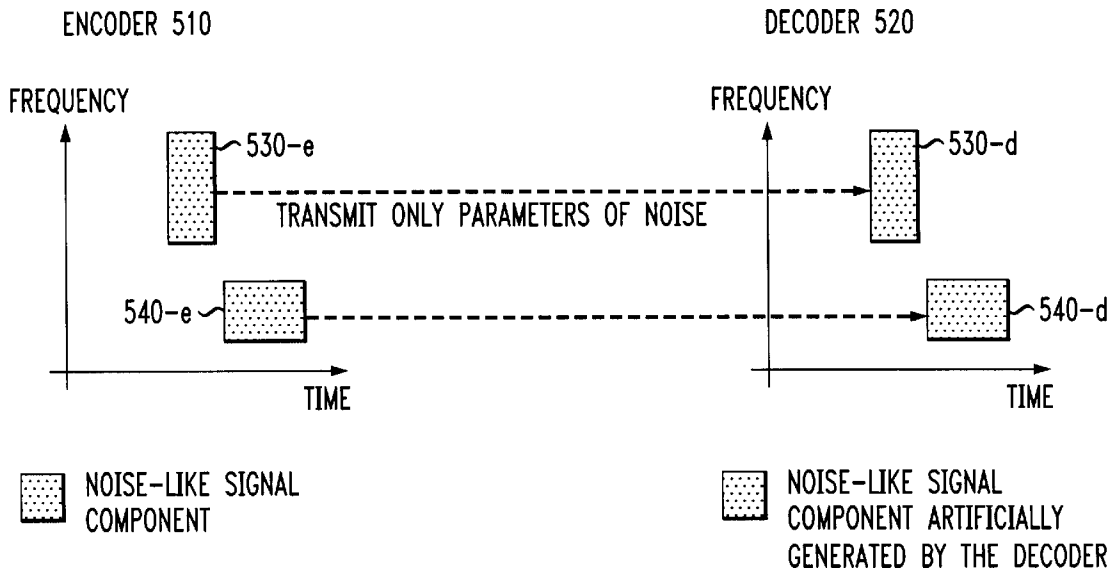 ENCODER 510
DECODER 520
FREQUENCY
530-e
TRANSMIT ONLY PARAMETERS OF NOISE
540-e
TIME
FREQUENCY
530-d
540-d
TIME
NOISE-LIKE SIGNAL
COMPONENT
NOISE-LIKE SIGNAL
COMPONENT ARTIFICIALLY
GENERATED BY THE DECODER